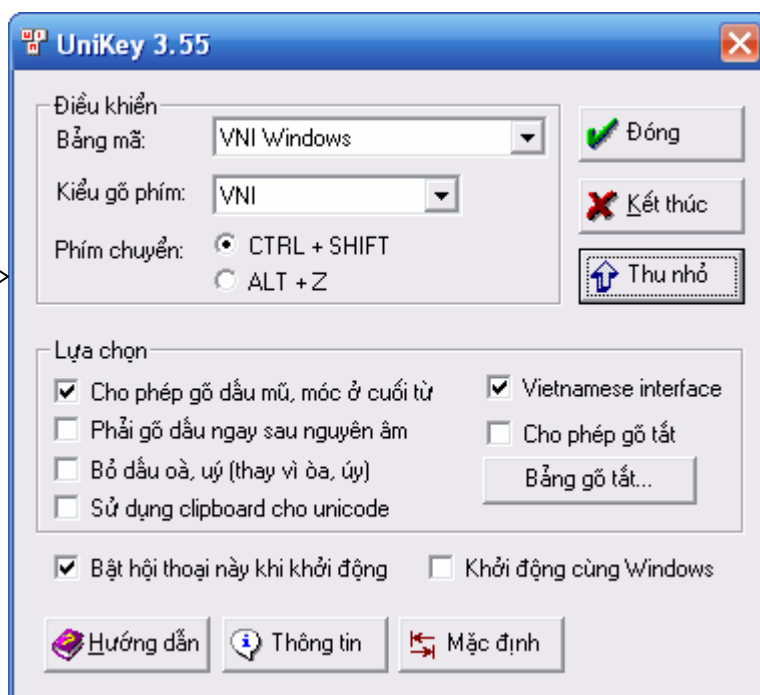 UniKey 3.55
Điều khiển
Bảng mã: VNI Windows
Kiểu gõ phím: VNI
Phím chuyển: CTRL + SHIFT
ALT + Z
Đóng
Kết thúc
Thu nhỏ
Lựa chọn
Cho phép gõ dấu mũ, móc ở cuối từ
Phải gõ dấu ngay sau nguyên âm
Bỏ dấu oà, uý (thay vì òa, úy)
Sử dụng clipboard cho unicode
Vietnamese interface
Cho phép gõ tắt
Bảng gõ tắt...
Bật hội thoại này khi khởi động
Khởi động cùng Windows
Hướng dẫn
Thông tin
Mặc định